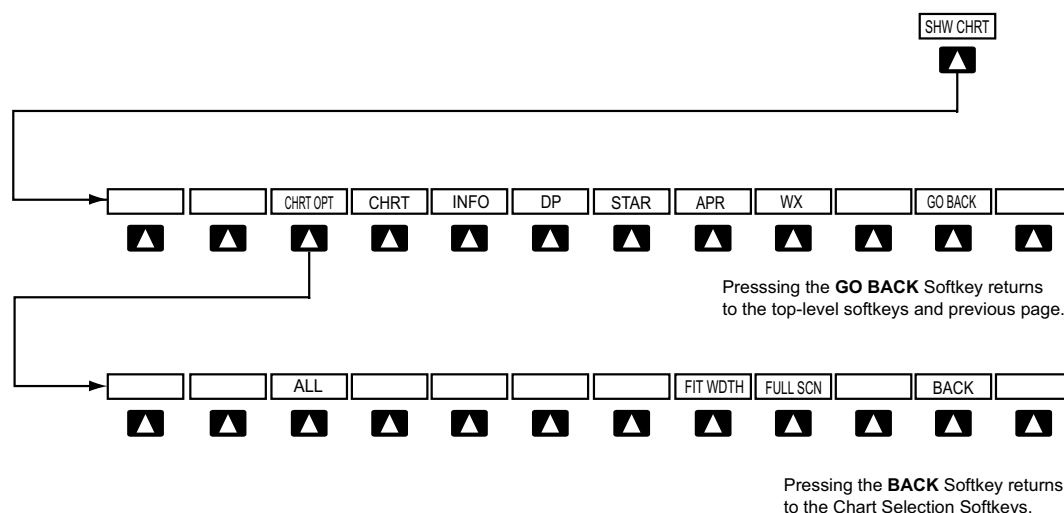 SHW CHRT
CHRT OPT CHRT INFO DP STAR APR WX GO BACK
Presssing the GO BACK Softkey returns
to the top-level softkeys and previous page.
ALL FIT WDTH FULL SCN BACK
Pressing the BACK Softkey returns
to the Chart Selection Softkeys.